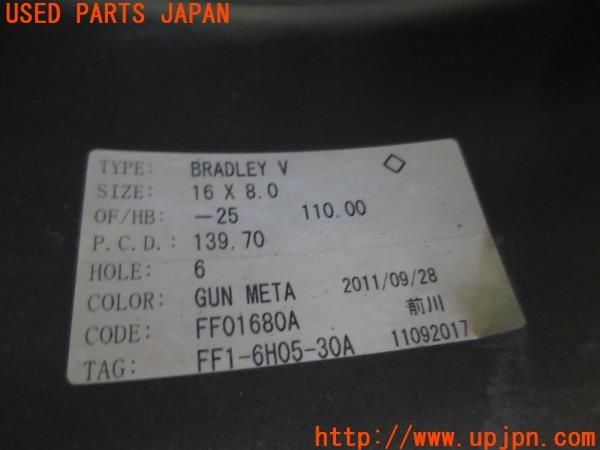 USED PARTS JAPAN
TYPE: BRADLEY V ◇
SIZE: 16 X 8.0
OF/HB: -25 110.00
P.C.D.: 139.70
HOLE: 6
COLOR: GUN META 2011/09/28
CODE: FF01680A 前川
TAG: FF1-6H05-30A 11092017
http://www.upjpn.com/